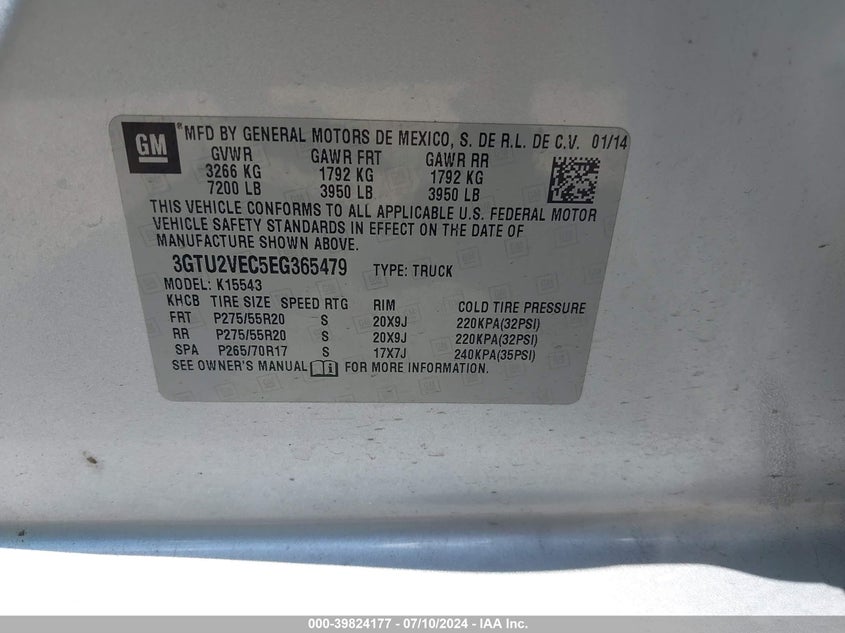 GM ® MFD BY GENERAL MOTORS DE MEXICO, S. DE R.L. DE C.V. 01/14
GVWR GAWR FRT GAWR RR
3266 KG 1792 KG 1792 KG
7200 LB 3950 LB 3950 LB
THIS VEHICLE CONFORMS TO ALL APPLICABLE U.S. FEDERAL MOTOR
VEHICLE SAFETY STANDARDS IN EFFECT ON THE DATE OF
MANUFACTURE SHOWN ABOVE.
3GTU2VEC5EG365479 TYPE: TRUCK
MODEL: K15543
KHCB TIRE SIZE SPEED RTG RIM COLD TIRE PRESSURE
FRT P275/55R20 S 20X9J 220KPA(32PSI)
RR P275/55R20 S 20X9J 220KPA(32PSI)
SPA P265/70R17 S 17X7J 240KPA(35PSI)
SEE OWNER'S MANUAL i FOR MORE INFORMATION.
000-39824177 - 07/10/2024 - IAA Inc.